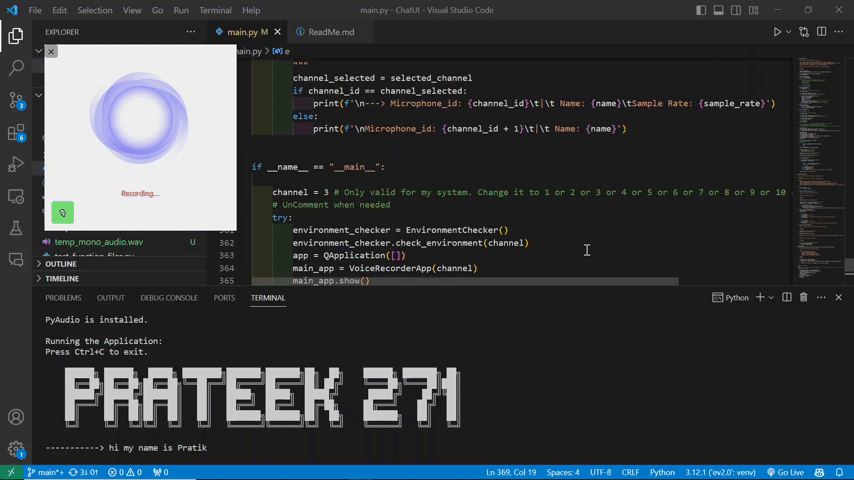 File Edit Selection View Go Run Terminal Help
main.py - ChatUI - Visual Studio Code
EXPLORER
main.py
ReadMe.md
main.py > e
"""
channel_selected = selected_channel
if channel_id == channel_selected:
print(f'\n---> Microphone_id: {channel_id}\t|\t Name: {name}\tSample Rate: {sample_rate}')
else:
print(f'\nMicrophone_id: {channel_id + 1}\t|\t Name: {name}')
if __name__ == "__main__":
channel = 3 # Only valid for my system. Change it to 1 or 2 or 3 or 4 or 5 or 6 or 7 or 8 or 9 or 10
# UnComment when needed
try:
environment_checker = EnvironmentChecker()
362 environment_checker.check_environment(channel)
363 app = QApplication([])
364 main_app = VoiceRecorderApp(channel)
365 main_app.show()
Recording...
3
6
temp_mono_audio.wav U
OUTLINE
TIMELINE
PROBLEMS OUTPUT DEBUG CONSOLE PORTS TERMINAL
Python
PyAudio is installed.
Running the Application:
Press Ctrl+C to exit.
PRATEEK 271
-----------> hi my name is Pratik
1
main*+ 3↓ 0↑ 0 0 0
Ln 369, Col 19 Spaces: 4 UTF-8 CRLF Python 3.12.1 ('ev2.0': venv) Go Live